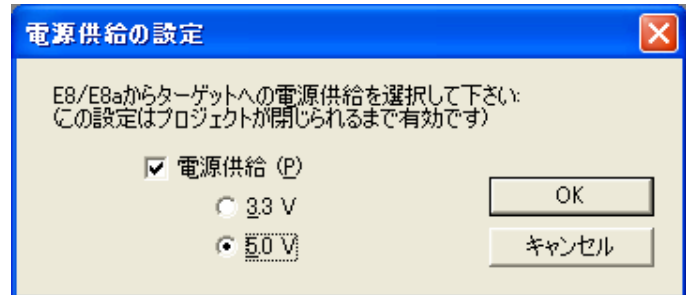 電源供給の設定
E8/E8aからターゲットへの電源供給を選択して下さい:
(この設定はプロジェクトが閉じられるまで有効です)
電源供給 (P)
3.3 V
5.0 V
OK
キャンセル